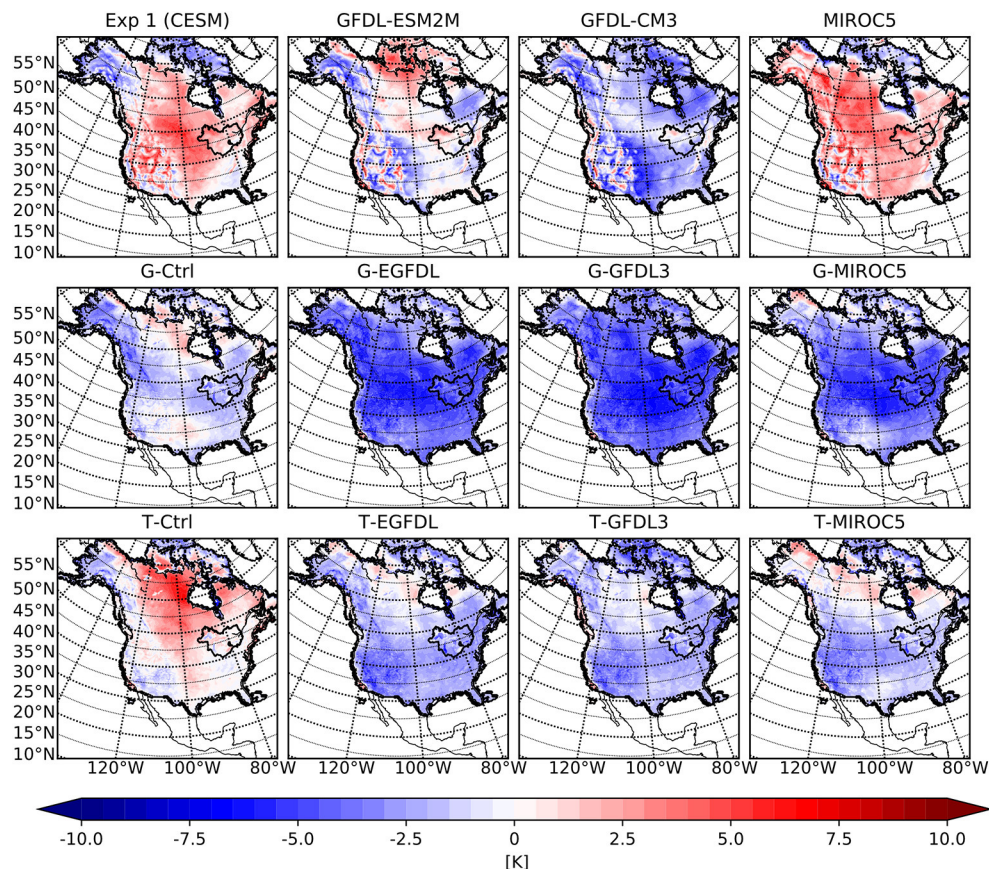 Exp 1 (CESM) GFDL-ESM2M GFDL-CM3 MIROC5
55°N
50°N
45°N
40°N
35°N
30°N
25°N
20°N
15°N
10°N
G-Ctrl G-EGFDL G-GFDL3 G-MIROC5
55°N
50°N
45°N
40°N
35°N
30°N
25°N
20°N
15°N
10°N
T-Ctrl T-EGFDL T-GFDL3 T-MIROC5
55°N
50°N
45°N
40°N
35°N
30°N
25°N
20°N
15°N
10°N
120°W 100°W 80°W 120°W 100°W 80°W 120°W 100°W 80°W 120°W 100°W 80°W
-10.0 -7.5 -5.0 -2.5 0 2.5 5.0 7.5 10.0
[K]